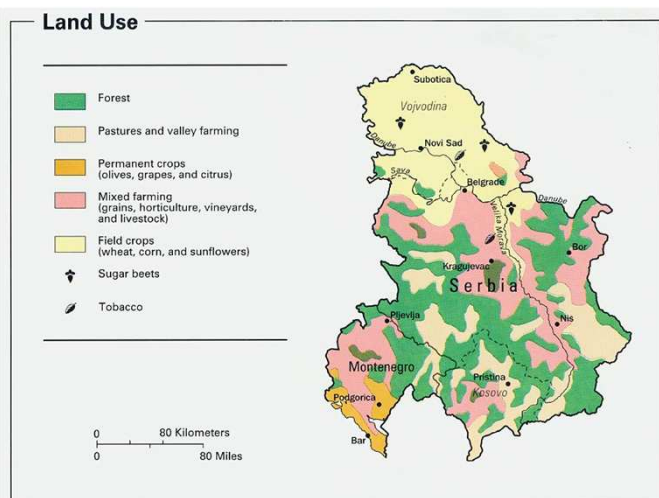 Land Use
Forest
Pastures and valley farming
Permanent crops
(olives, grapes, and citrus)
Mixed farming
(grains, horticulture, vineyards,
and livestock)
Field crops
(wheat, corn, and sunflowers)
Sugar beets
Tobacco
0 80 Kilometers
0 80 Miles
Subotica
Vojvodina
Danube
Novi Sad
Sava
Belgrade
Danube
Velika Morava
Bor
Kragujevac
Serbia
Pljevlja
Niš
Montenegro
Pristina
Kosovo
Podgorica
Bar